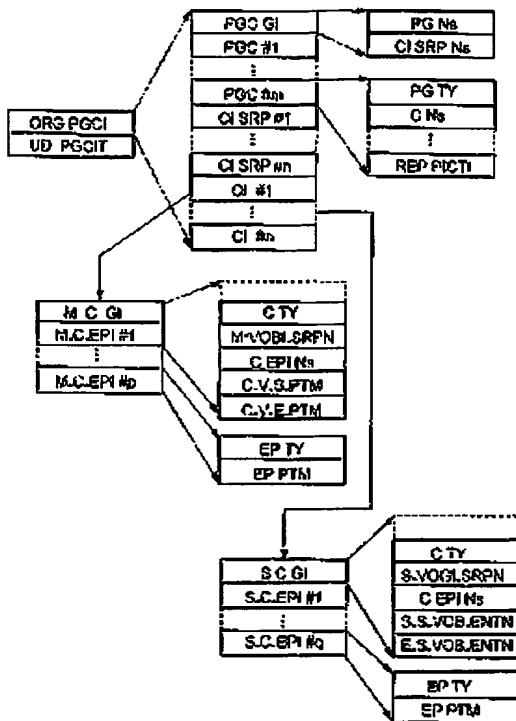 PGC GI
PGC #1
PG Ns
CI SRP Ns
PGC #m
CI SRP #1
PG TY
C Ns
REP PICTI
ORG PGCI
UD PGCIT
CI SRP #n
CI #1
CI #n
M C GI
M.C.EPI #1
M.C.EPI #p
C TY
M.VOBI.SRPN
C EPI Ns
C.V.S.PTM
C.V.E.PTM
EP TY
EP PTM
S C GI
S.C.EPI #1
S.C.EPI #q
C TY
S.VOGI.SRPN
C EPI Ns
S.S.VOB.ENTN
E.S.VOB.ENTN
EP TY
EP PTM